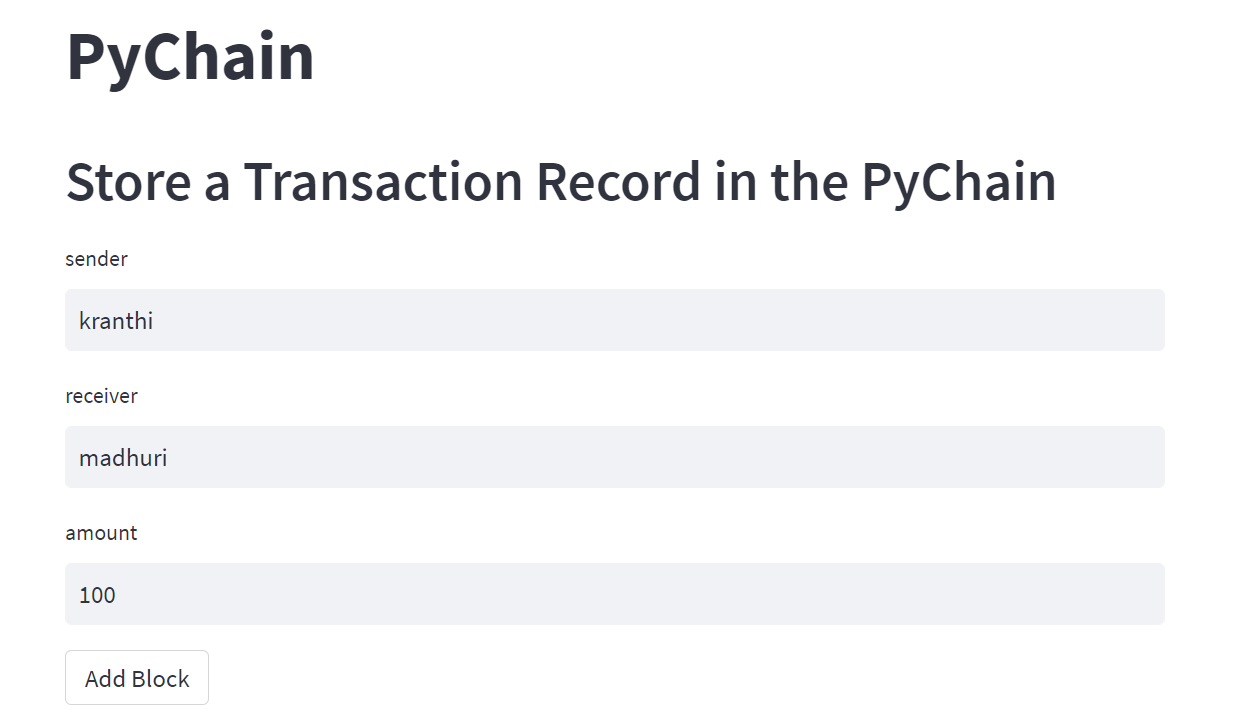 PyChain
Store a Transaction Record in the PyChain
sender
kranthi
receiver
madhuri
amount
100
Add Block